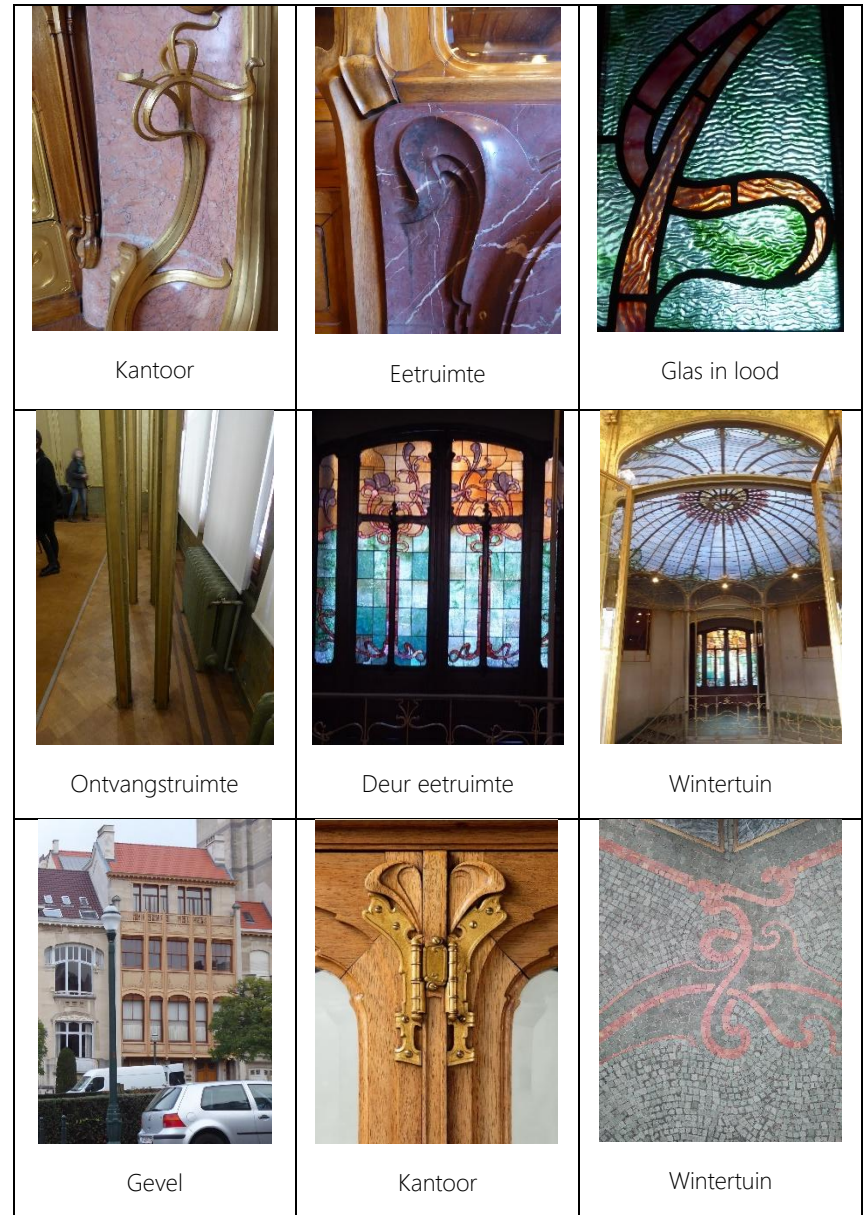 Kantoor
Eetruimte
Glas in lood
Ontvangstruimte
Deur eetruimte
Wintertuin
Gevel
Kantoor
Wintertuin